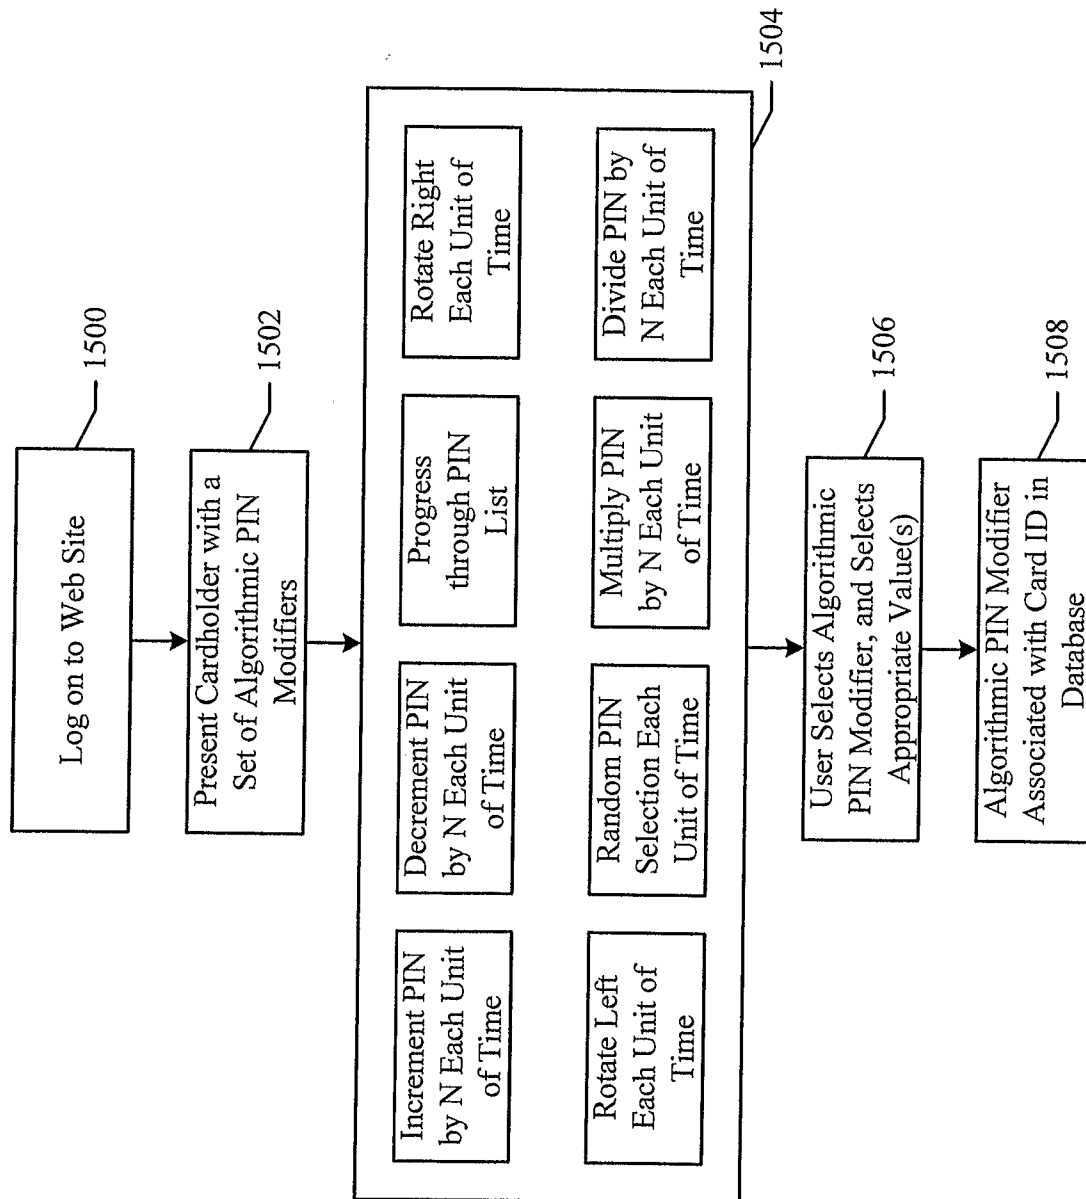 Log on to Web Site
1500
Present Cardholder with a
Set of Algorithmic PIN
Modifiers
1502
Increment PIN
by N Each Unit
of Time
Decrement PIN
by N Each Unit
of Time
Progress
through PIN
List
Rotate Right
Each Unit of
Time
Rotate Left
Each Unit of
Time
Random PIN
Selection Each
Unit of Time
Multiply PIN
by N Each Unit
of Time
Divide PIN by
N Each Unit of
Time
1504
User Selects Algorithmic
PIN Modifier, and Selects
Appropriate Value(s)
1506
Algorithmic PIN Modifier
Associated with Card ID in
Database
1508